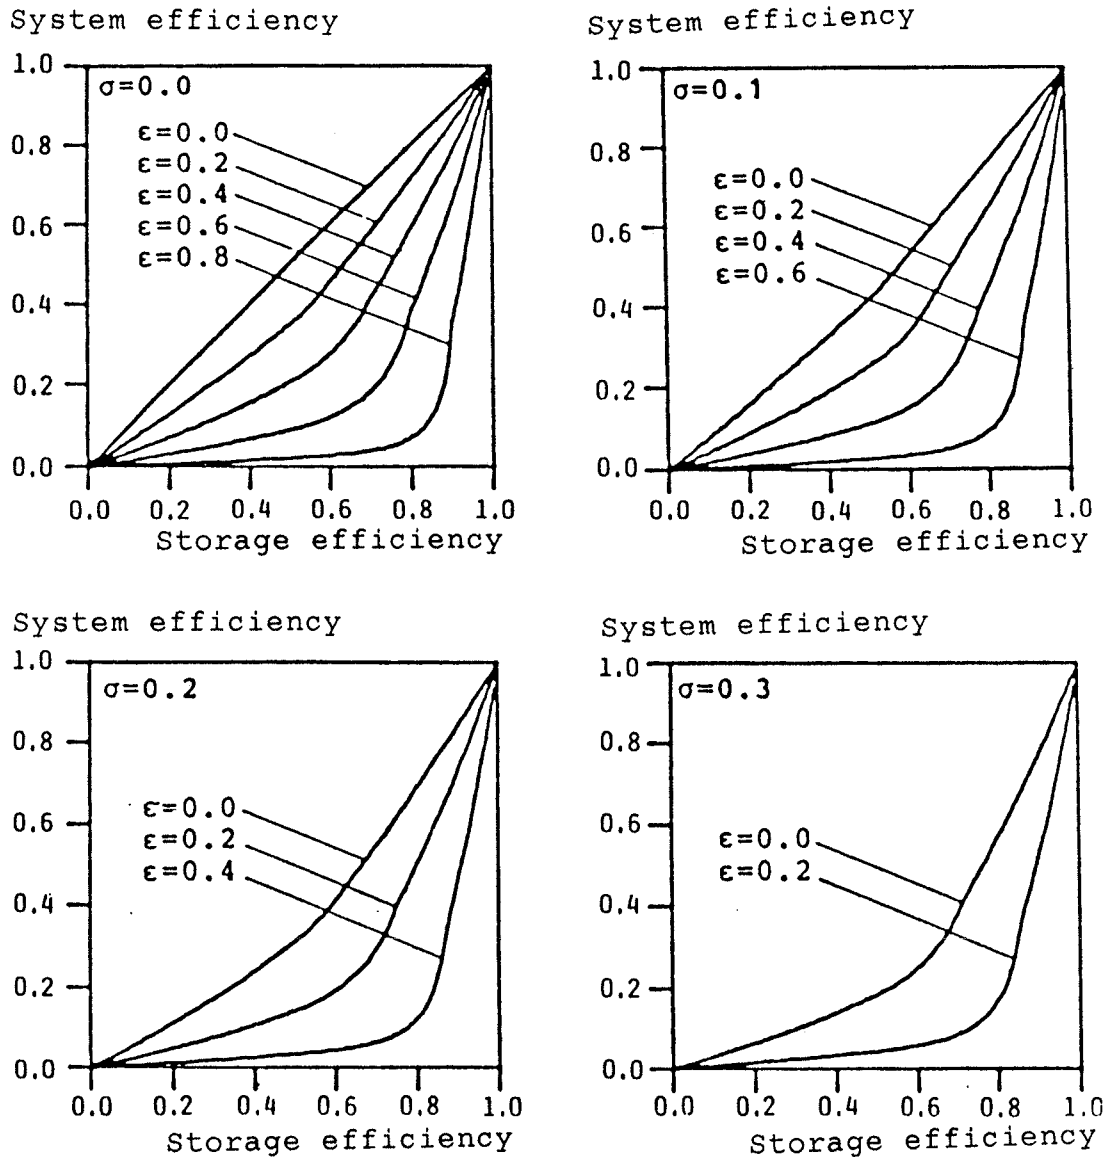 System efficiency
1.0
σ=0.0
0.8
ε=0.0
ε=0.2
ε=0.4
ε=0.6
ε=0.8
0.6
0.4
0.2
0.0
0.0 0.2 0.4 0.6 0.8 1.0
Storage efficiency
System efficiency
1.0
σ=0.1
0.8
ε=0.0
ε=0.2
ε=0.4
ε=0.6
0.6
0.4
0.2
0.0
0.0 0.2 0.4 0.6 0.8 1.0
Storage efficiency
System efficiency
1.0
σ=0.2
0.8
ε=0.0
ε=0.2
ε=0.4
0.6
0.4
0.2
0.0
0.0 0.2 0.4 0.6 0.8 1.0
Storage efficiency
System efficiency
1.0
σ=0.3
0.8
ε=0.0
ε=0.2
0.6
0.4
0.2
0.0
0.0 0.2 0.4 0.6 0.8 1.0
Storage efficiency